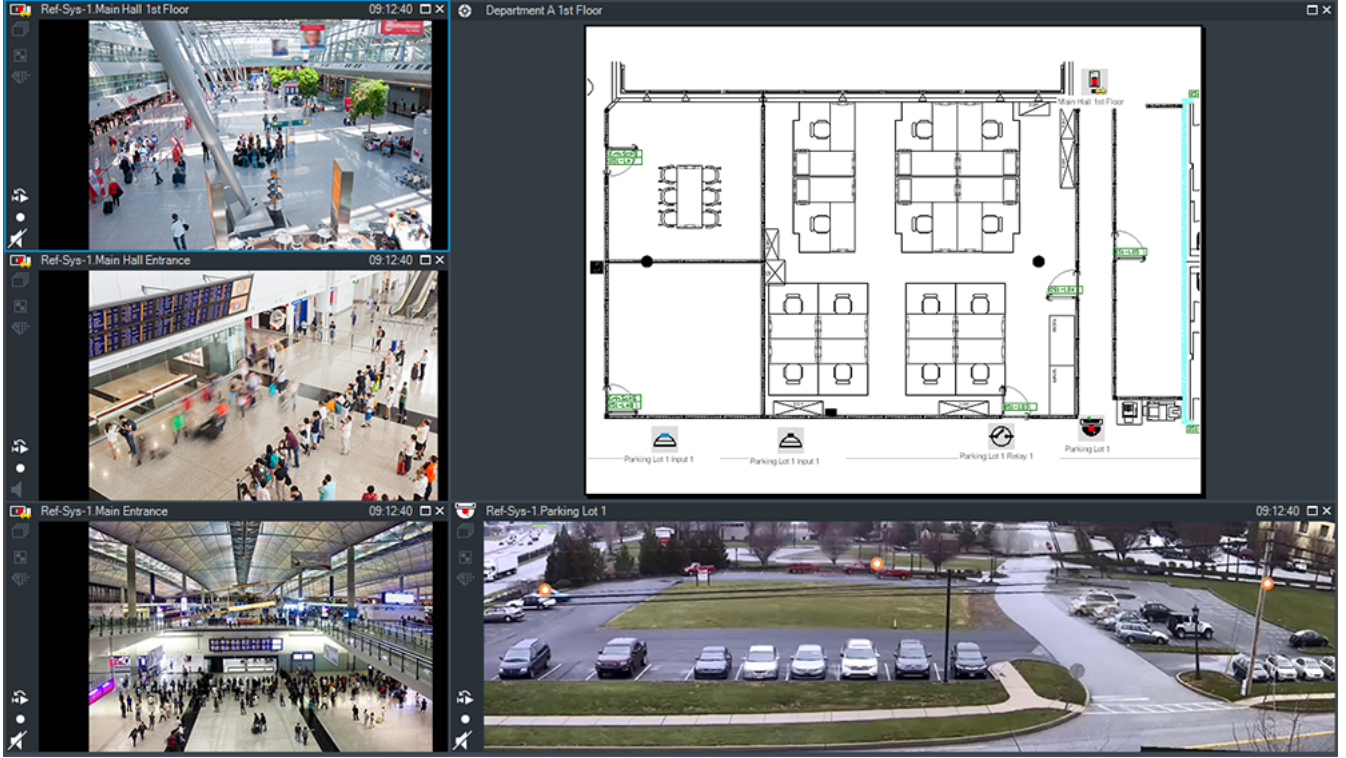 Ref-Sys-1.Main Hall 1st Floor
09:12:40
Department A 1st Floor
Main Hall 1st Floor
Parking Lot 1 Input 1
Parking Lot 1 Input 1
Parking Lot 1 Relay 1
Parking Lot 1
Ref-Sys-1.Main Hall Entrance
09:12:40
Ref-Sys-1.Main Entrance
09:12:40
Ref-Sys-1.Parking Lot 1
09:12:40